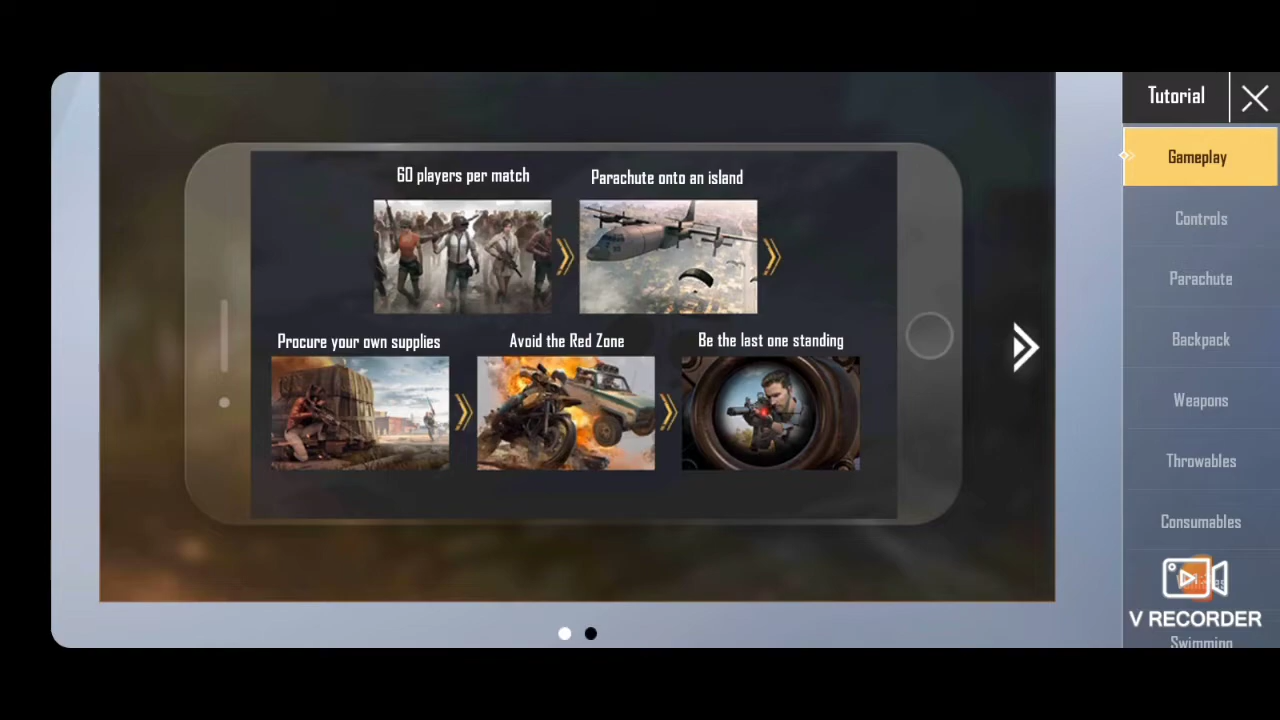 Tutorial
60 players per match
Parachute onto an island
Procure your own supplies
Avoid the Red Zone
Be the last one standing
Gameplay
Controls
Parachute
Backpack
Weapons
Throwables
Consumables
V RECORDER
Swimming